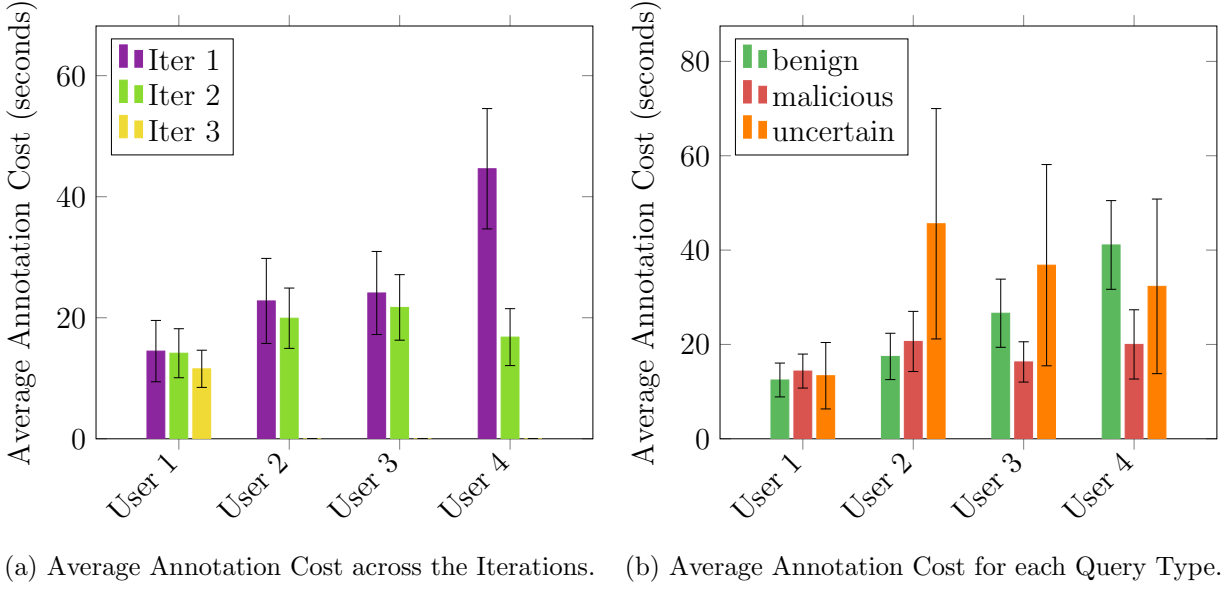 Average Annotation Cost (seconds)
60
40
20
0
Iter 1
Iter 2
Iter 3
User 1
User 2
User 3
User 4
(a) Average Annotation Cost across the Iterations.
Average Annotation Cost (seconds)
80
60
40
20
0
benign
malicious
uncertain
User 1
User 2
User 3
User 4
(b) Average Annotation Cost for each Query Type.